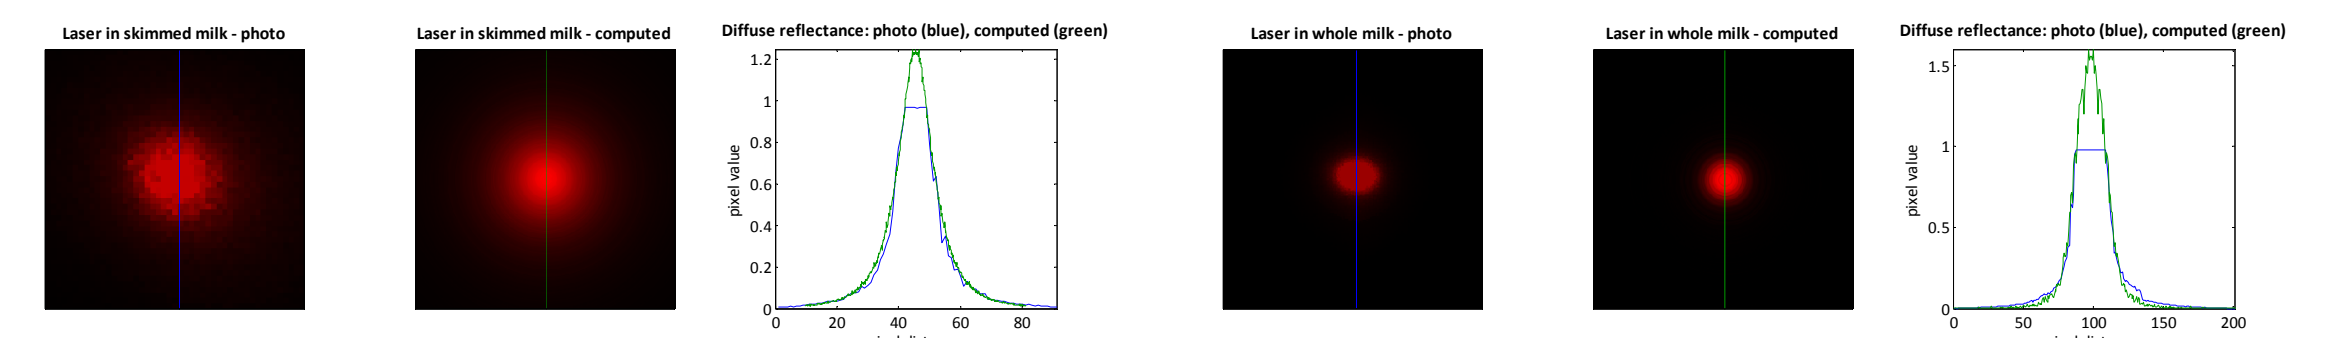 Laser in skimmed milk - photo
Laser in skimmed milk - computed
Diffuse reflectance: photo (blue), computed (green)
1.2
1
0.8
0.6
0.4
0.2
0
pixel value
0 20 40 60 80
Laser in whole milk - photo
Laser in whole milk - computed
Diffuse reflectance: photo (blue), computed (green)
1.5
1
0.5
0
pixel value
0 50 100 150 200